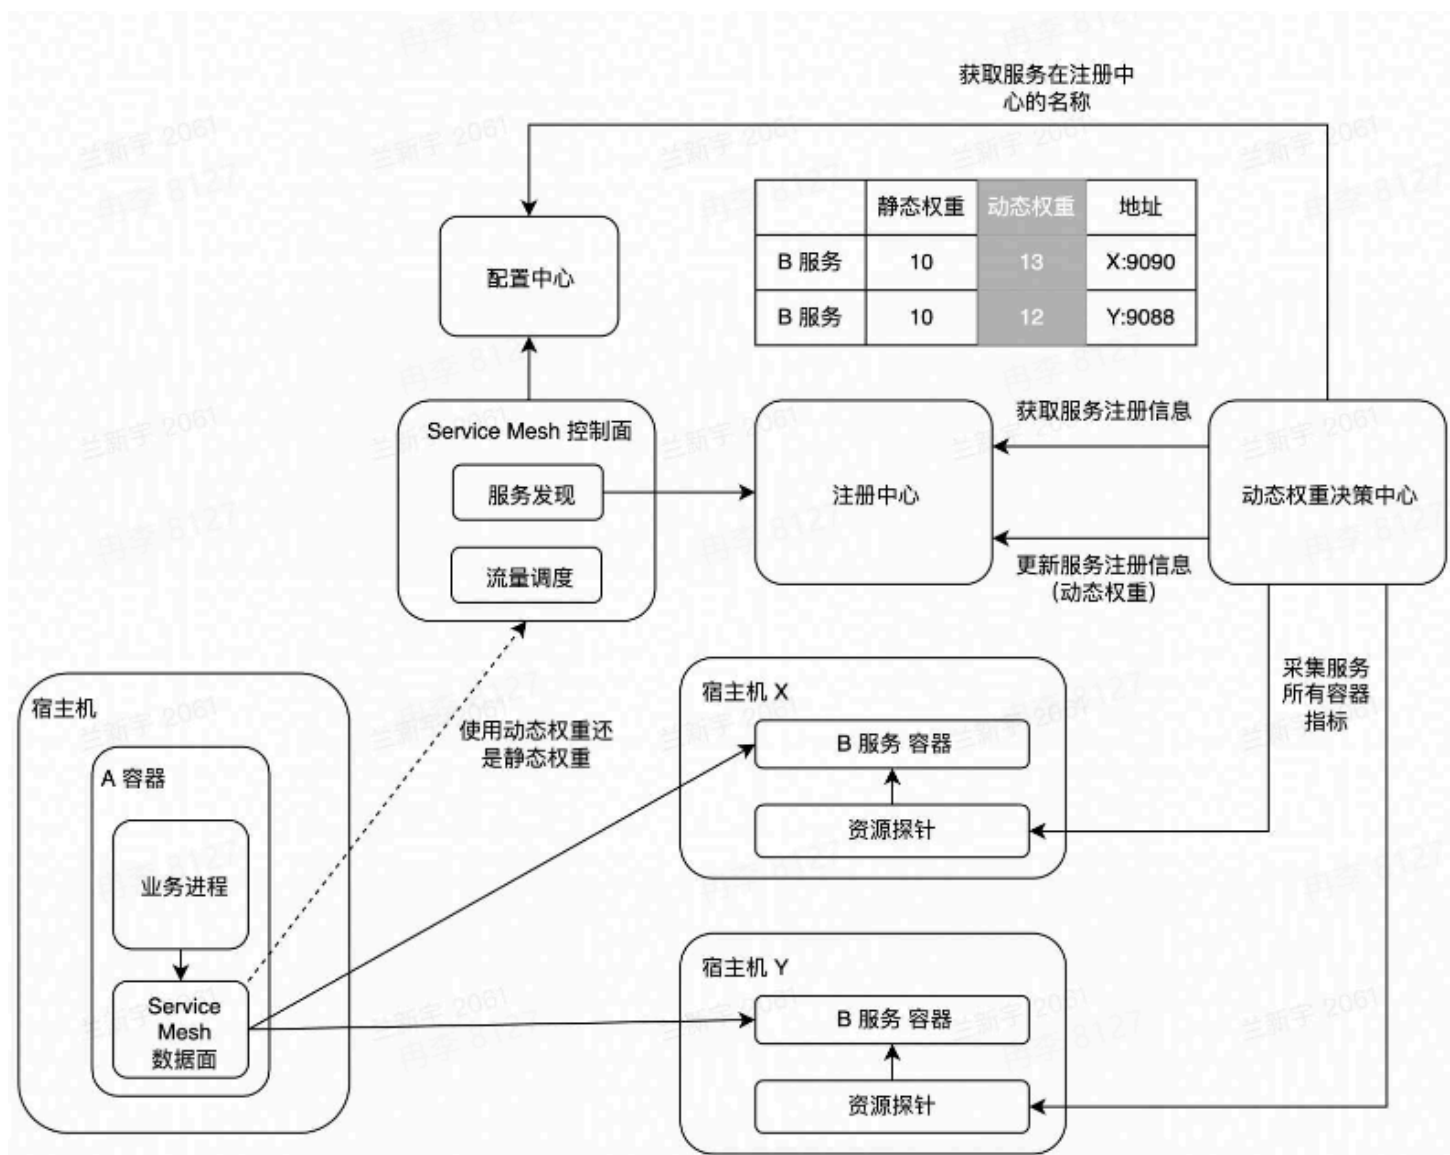 获取服务在注册中
心的名称
静态权重 动态权重 地址
B 服务 10 13 X:9090
B 服务 10 12 Y:9088
配置中心
Service Mesh 控制面
服务发现
流量调度
注册中心
获取服务注册信息
更新服务注册信息
（动态权重）
动态权重决策中心
采集服务
所有容器
指标
使用动态权重还
是静态权重
宿主机
A 容器
业务进程
Service
Mesh
数据面
宿主机 X
B 服务 容器
资源探针
宿主机 Y
B 服务 容器
资源探针
兰新宇 2061
冉李 8127